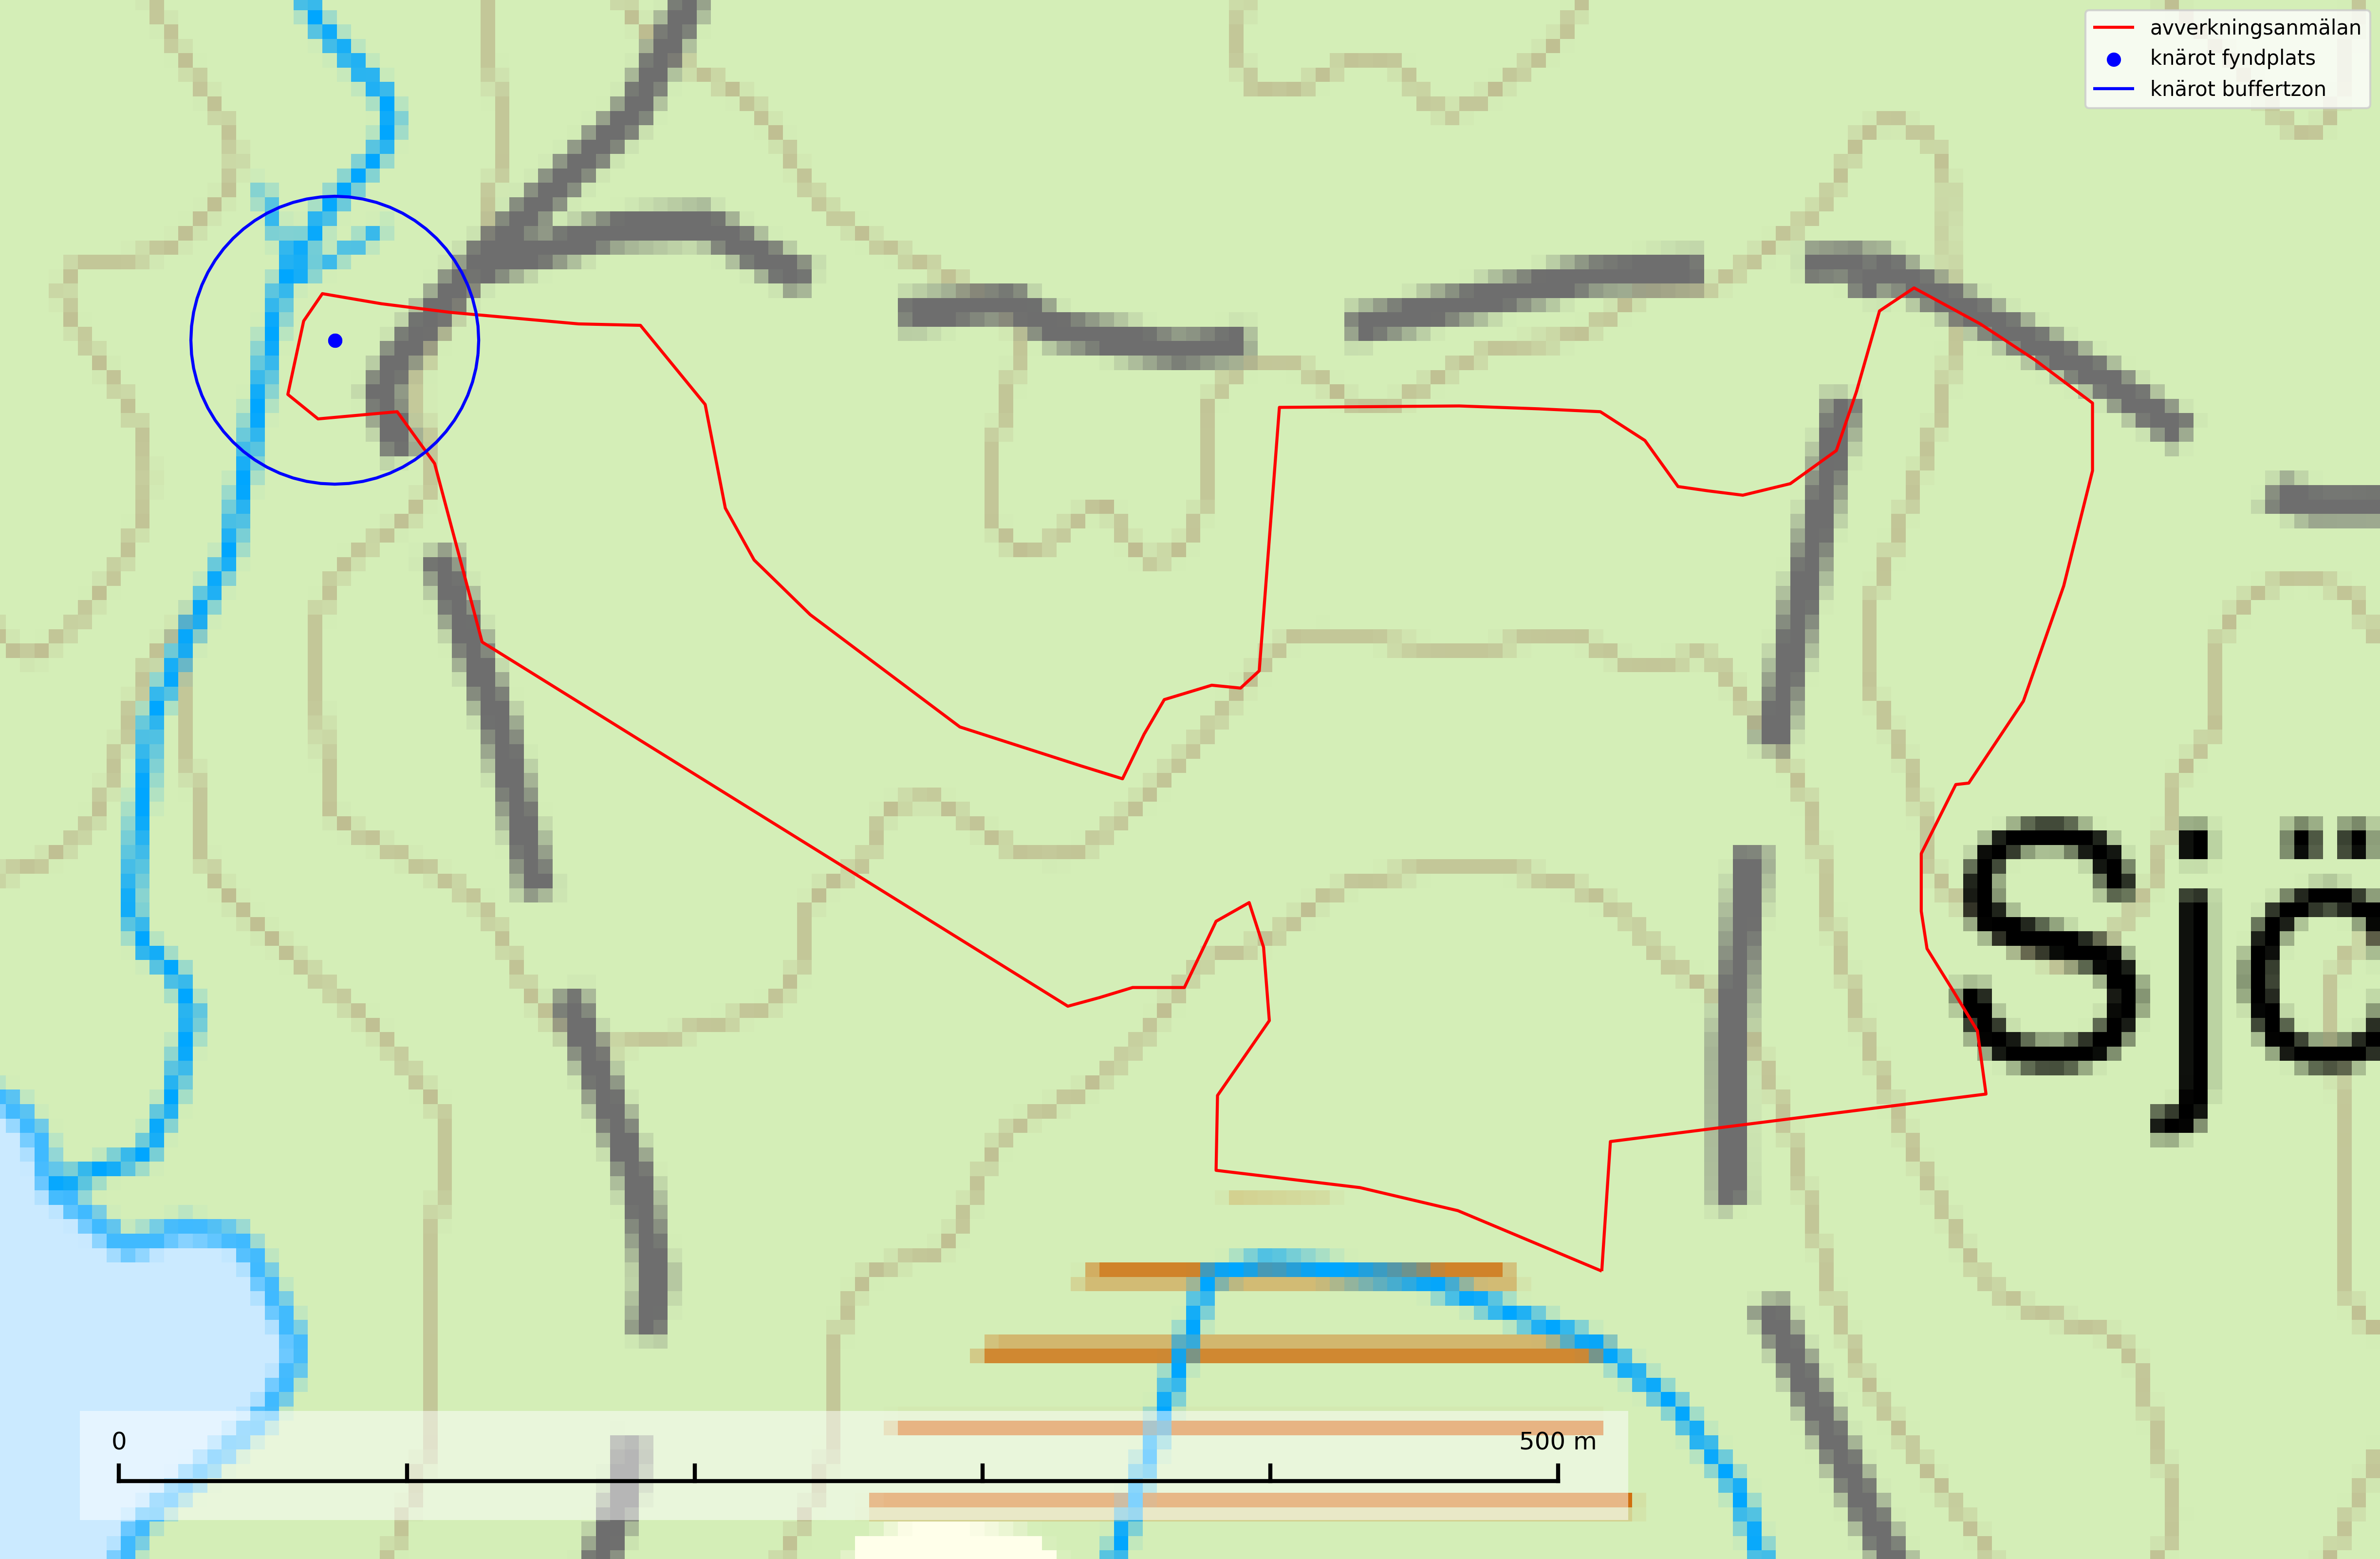 avverkningsanmälan
knärot fyndplats
knärot buffertzon
Sjö
0
500 m